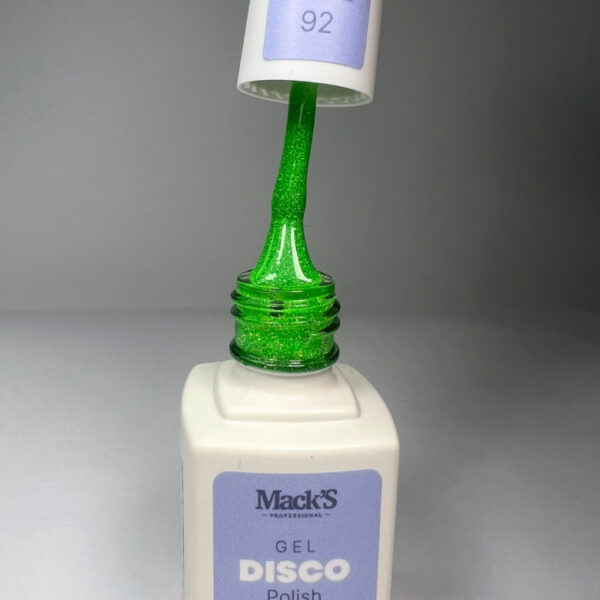 92
Mack'S
PROFESSIONAL
GEL
DISCO
Polish